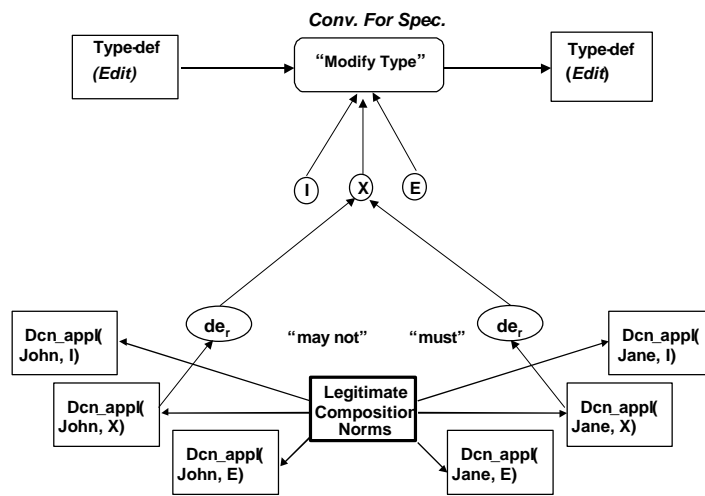 Conv. For Spec.
Type-def
(Edit)
“Modify Type”
Type-def
(Edit)
I
X
E
de_r
“may not”
“must”
de_r
Dcn_appl(
John, I)
Dcn_appl(
Jane, I)
Legitimate
Composition
Norms
Dcn_appl(
John, X)
Dcn_appl(
Jane, X)
Dcn_appl(
John, E)
Dcn_appl(
Jane, E)